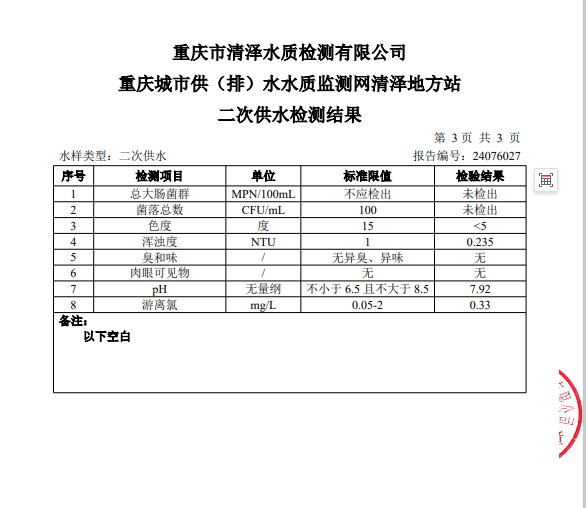 重庆市清泽水质检测有限公司
重庆城市供（排）水水质监测网清泽地方站
二次供水检测结果
第 3 页 共 3 页
水样类型：二次供水 报告编号：24076027
序号 检测项目 单位 标准限值 检验结果
1 总大肠菌群 MPN/100mL 不应检出 未检出
2 菌落总数 CFU/mL 100 未检出
3 色度 度 15 <5
4 浑浊度 NTU 1 0.235
5 臭和味 / 无异臭、异味 无
6 肉眼可见物 / 无 无
7 pH 无量纲 不小于 6.5 且不大于 8.5 7.92
8 游离氯 mg/L 0.05-2 0.33
备注：
以下空白